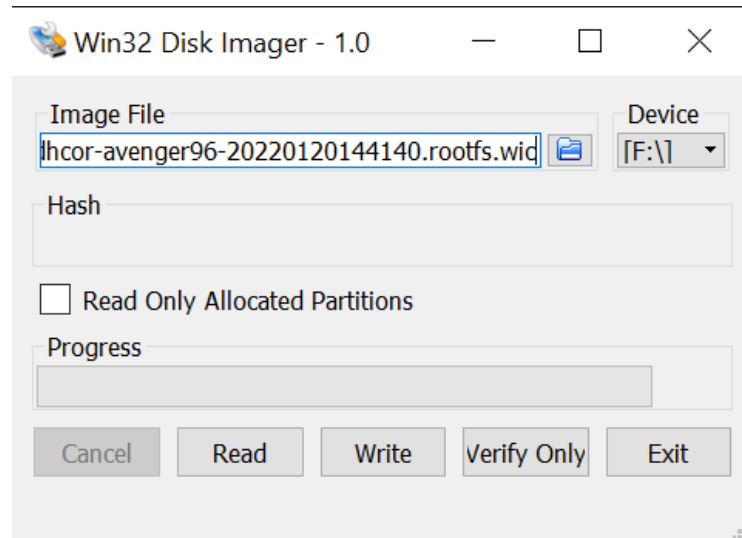 Win32 Disk Imager - 1.0
Image File
Device
dhcor-avenger96-20220120144140.rootfs.wic
[F:\]
Hash
Read Only Allocated Partitions
Progress
Cancel Read Write Verify Only Exit